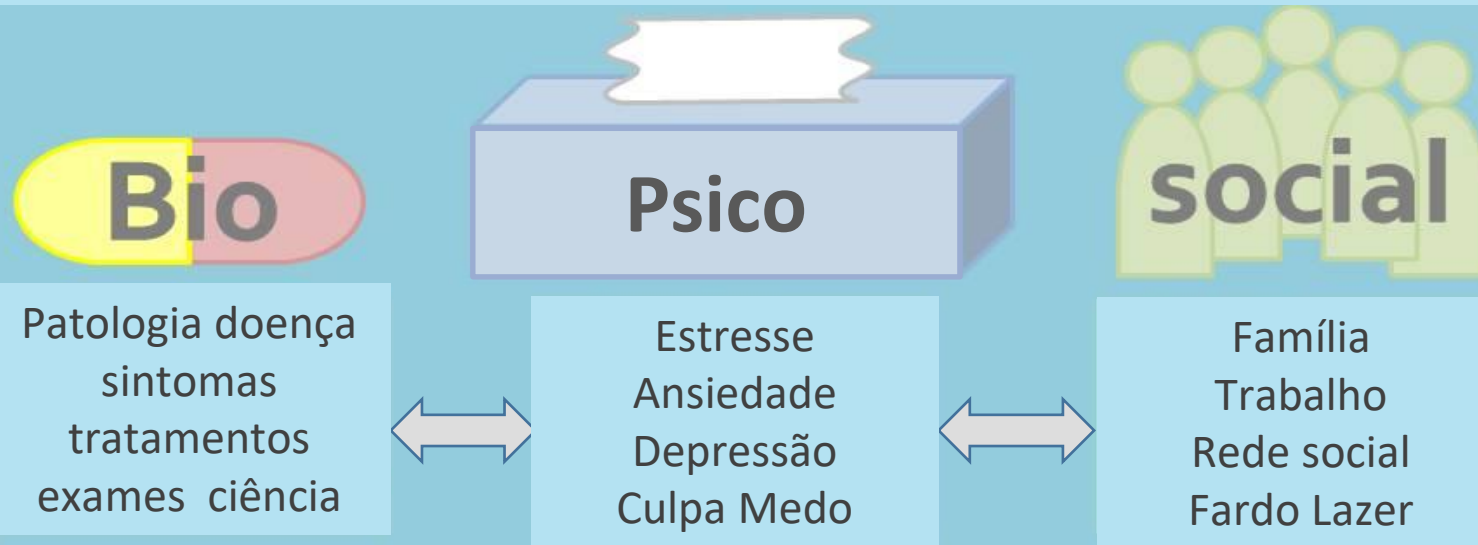 Bio
Patologia doença
sintomas
tratamentos
exames ciência
Psico
Estresse
Ansiedade
Depressão
Culpa Medo
social
Família
Trabalho
Rede social
Fardo Lazer